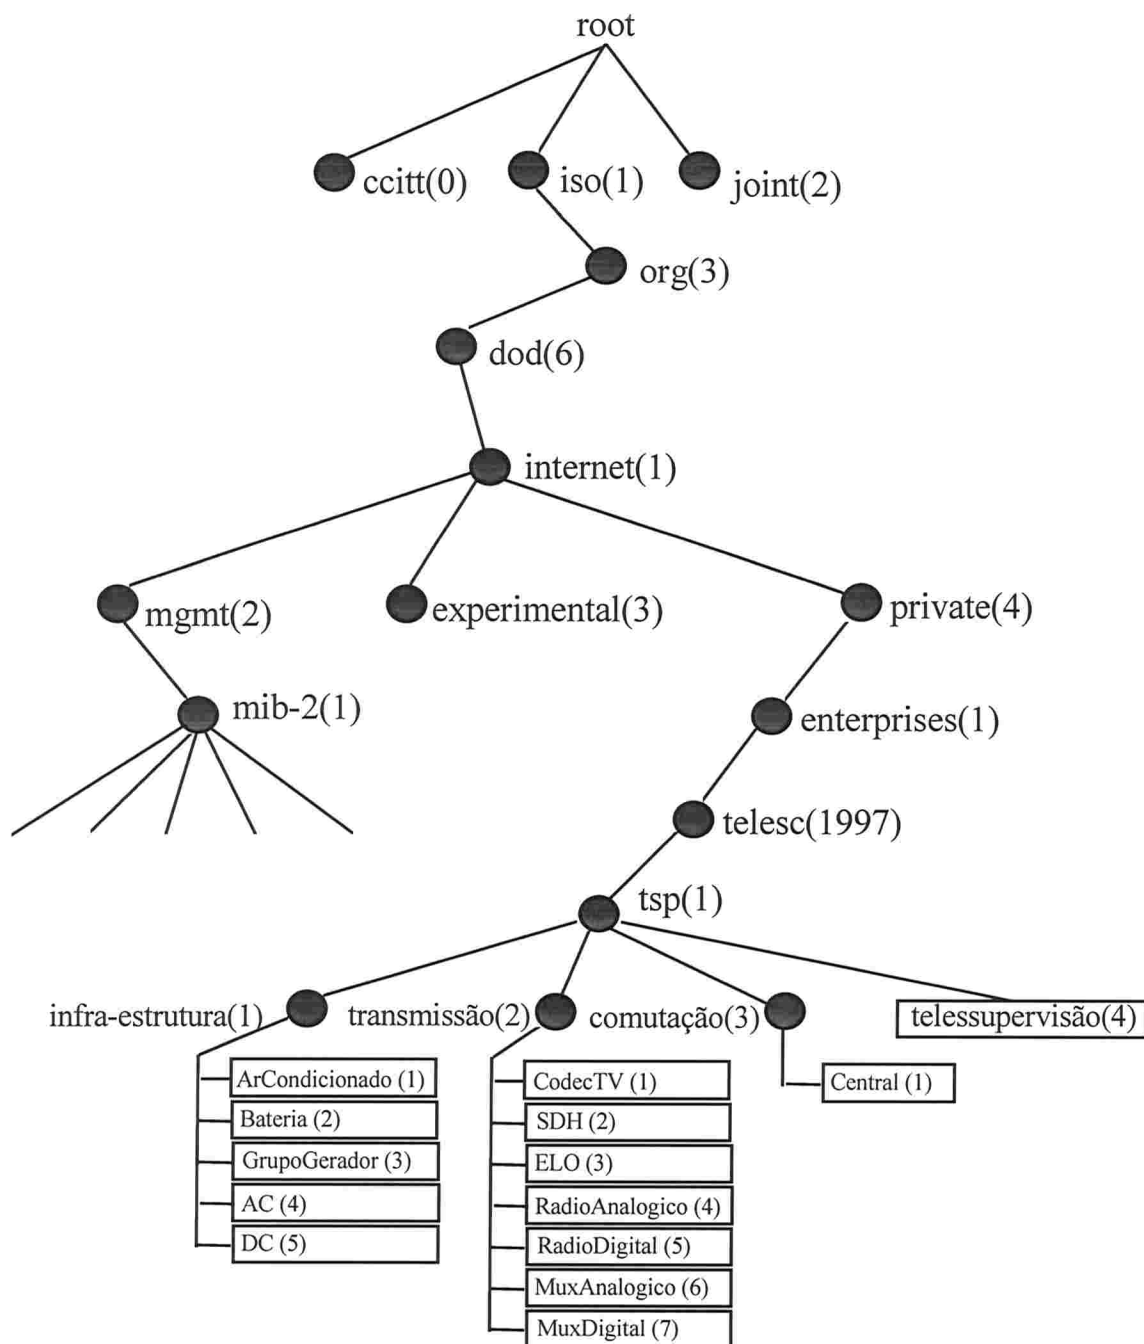 root
ccitt(0)
iso(1)
joint(2)
org(3)
dod(6)
internet(1)
mgmt(2)
experimental(3)
private(4)
mib-2(1)
enterprises(1)
telesc(1997)
tsp(1)
infra-estrutura(1)
transmissão(2)
comutação(3)
telessupervisão(4)
ArCondicionado (1)
Bateria (2)
GrupoGerador (3)
AC (4)
DC (5)
CodecTV (1)
SDH (2)
ELO (3)
RadioAnalogico (4)
RadioDigital (5)
MuxAnalogico (6)
MuxDigital (7)
Central (1)